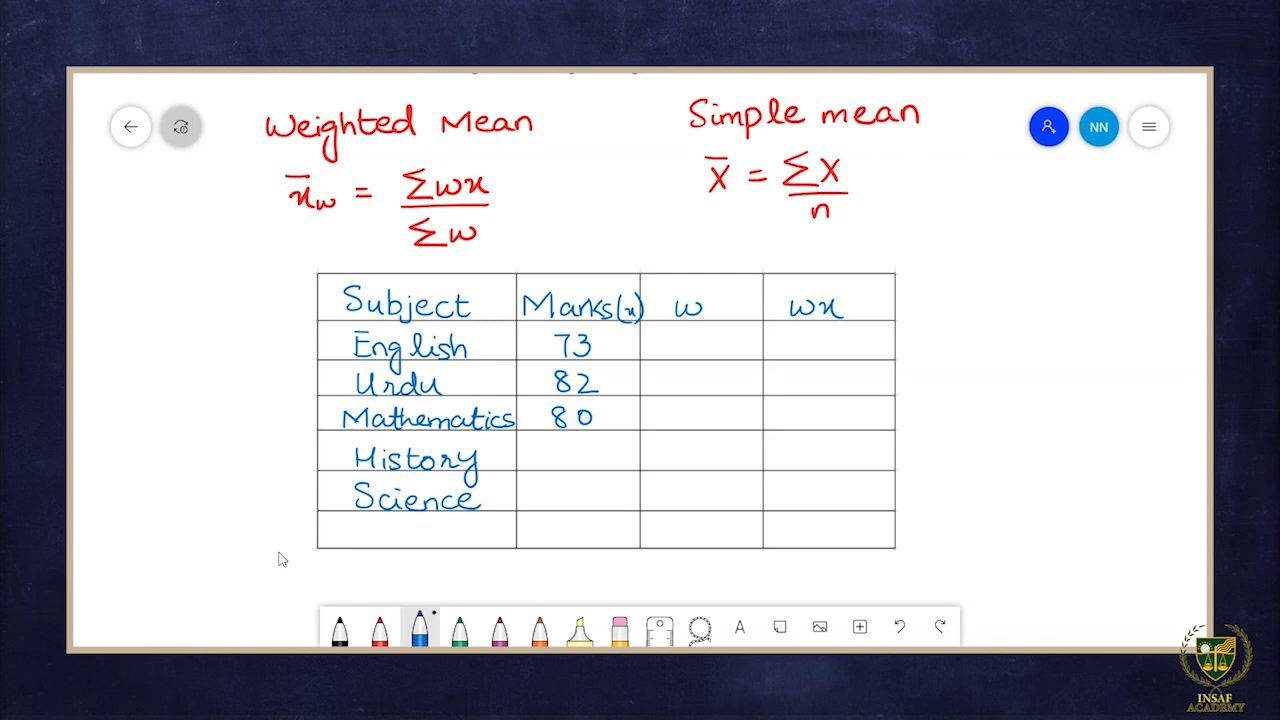 Weighted Mean
x̄w = Σwx / Σw
Simple mean
X̄ = ΣX / n
Subject Marks(x) w wx
English 73
Urdu 82
Mathematics 80
History
Science
NN
A
INSAF
ACADEMY